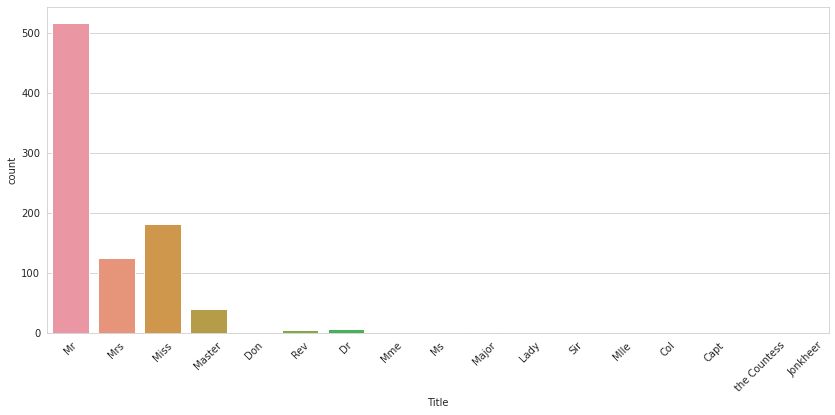 count
500
400
300
200
100
0
Mr
Mrs
Miss
Master
Don
Rev
Dr
Mme
Ms
Major
Lady
Sir
Mlle
Col
Capt
the Countess
Jonkheer
Title